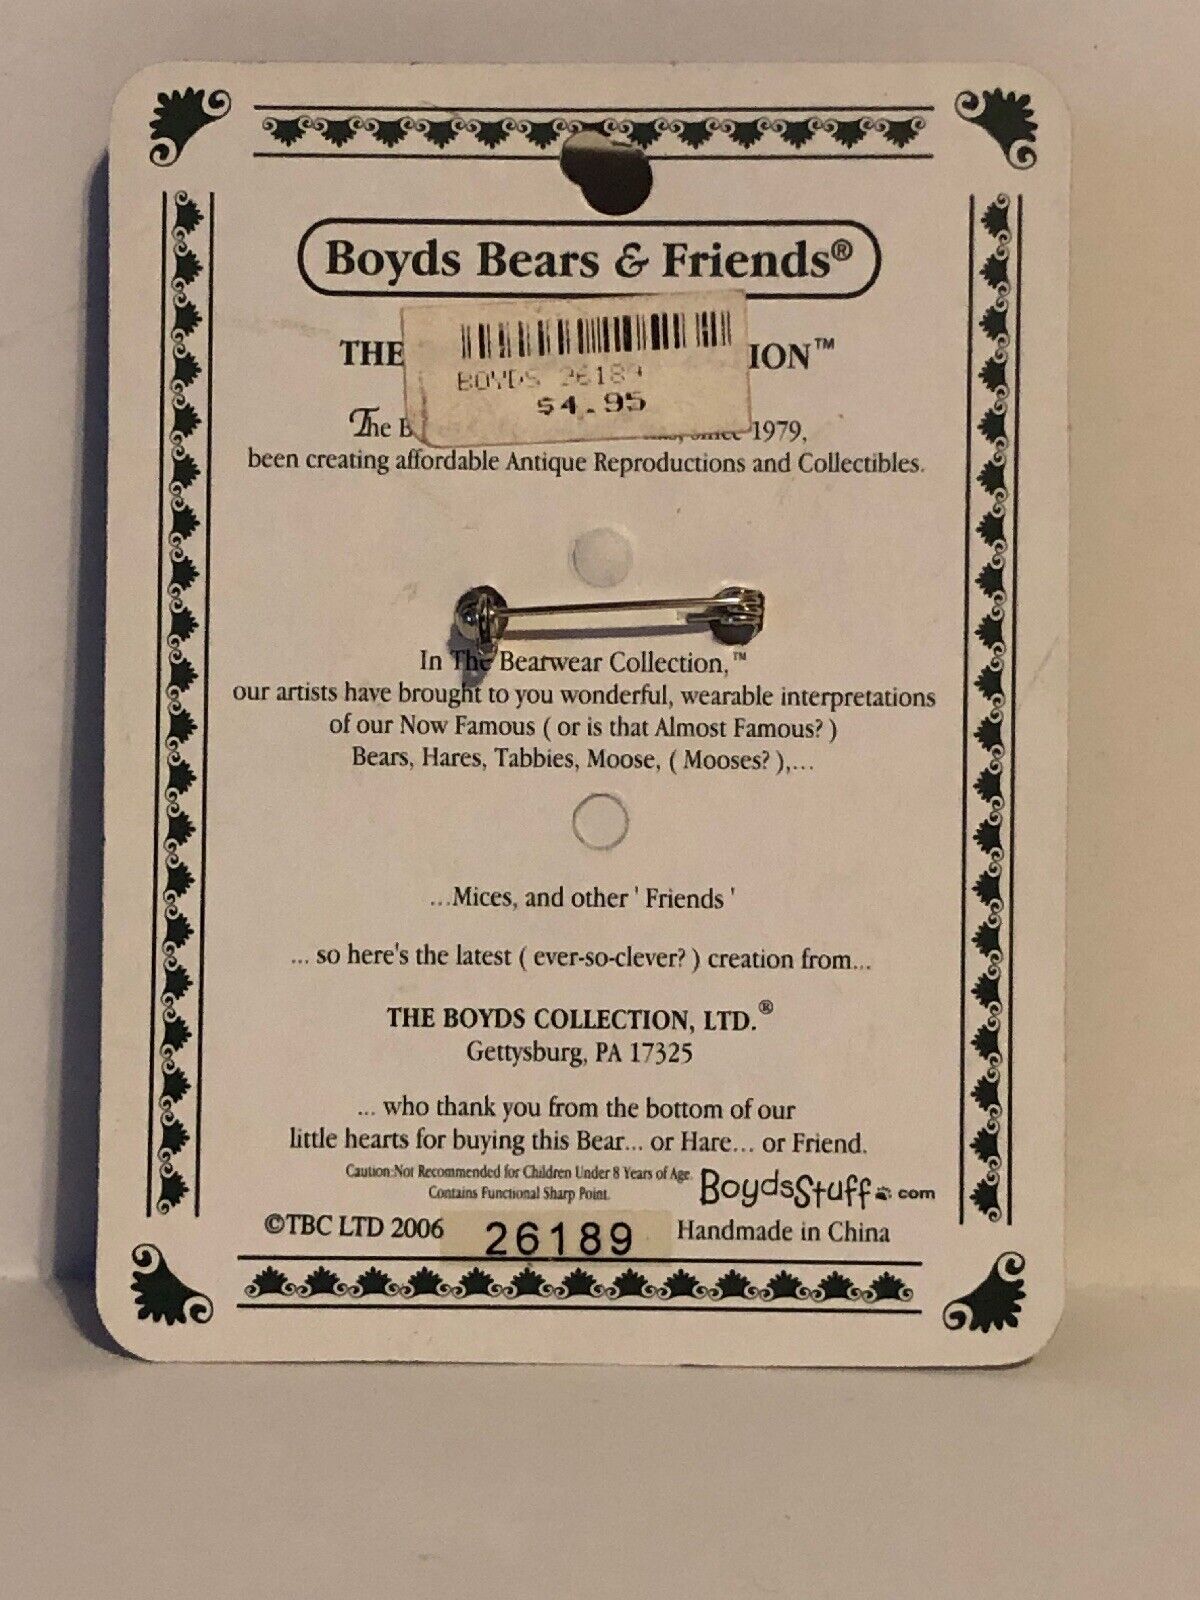 Boyds Bears & Friends®
BOYDS 26189
$4.95
THE ION™
The B since 1979,
been creating affordable Antique Reproductions and Collectibles.
In The Bearwear Collection,™
our artists have brought to you wonderful, wearable interpretations
of our Now Famous ( or is that Almost Famous? )
Bears, Hares, Tabbies, Moose, ( Mooses? ),...
...Mices, and other ' Friends '
... so here's the latest ( ever-so-clever? ) creation from...
THE BOYDS COLLECTION, LTD.®
Gettysburg, PA 17325
... who thank you from the bottom of our
little hearts for buying this Bear... or Hare... or Friend.
Caution:Not Recommended for Children Under 8 Years of Age.
Contains Functional Sharp Point.
BoydsStuff.com
©TBC LTD 2006 26189 Handmade in China